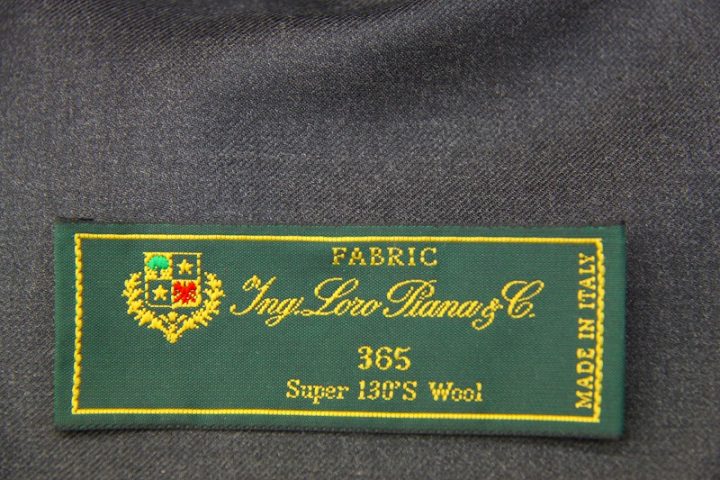 FABRIC
Ing. Loro Piana & C.
365
Super 130'S Wool
MADE IN ITALY